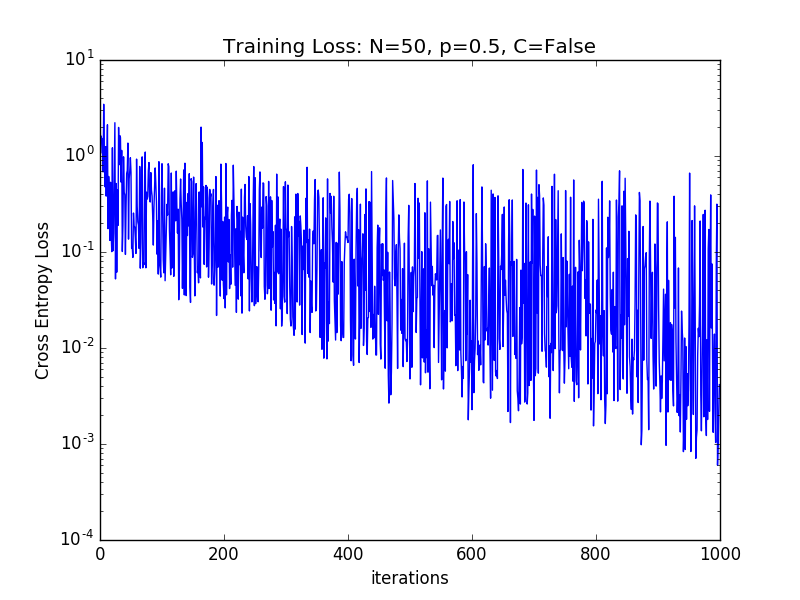 Training Loss: N=50, p=0.5, C=False
10^1
10^0
10^-1
10^-2
10^-3
10^-4
Cross Entropy Loss
0 200 400 600 800 1000
iterations